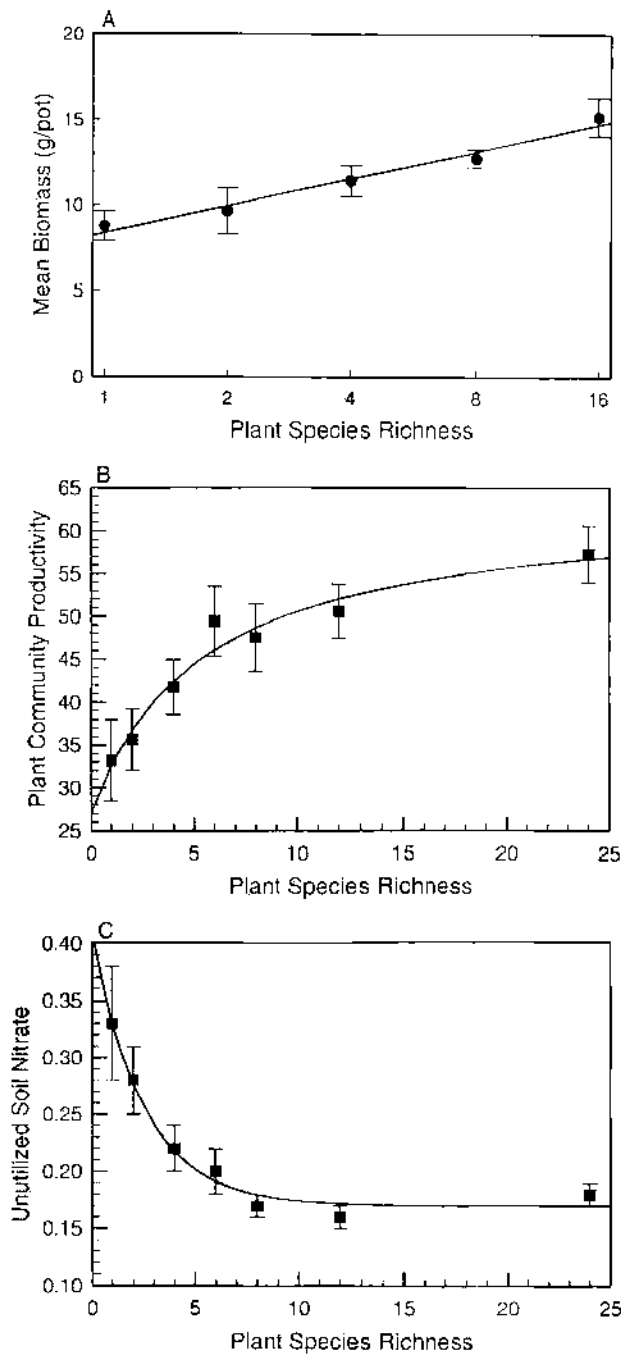 A
20
15
10
5
0
Mean Biomass (g/pot)
1 2 4 8 16
Plant Species Richness
B
65
60
55
50
45
40
35
30
25
Plant Community Productivity
0 5 10 15 20 25
Plant Species Richness
C
0.40
0.35
0.30
0.25
0.20
0.15
0.10
Unutilized Soil Nitrate
0 5 10 15 20 25
Plant Species Richness